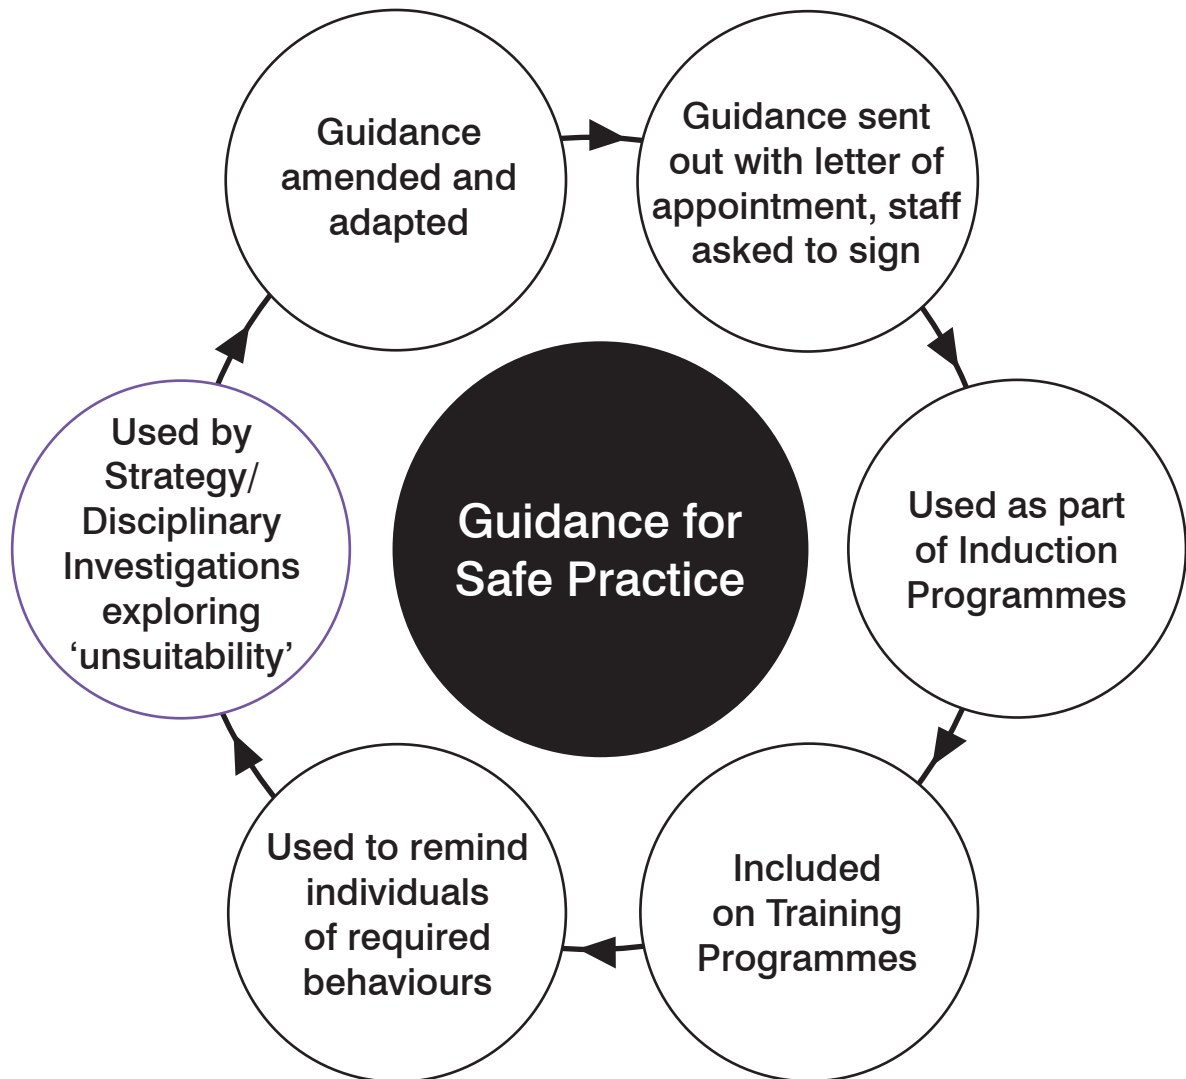 Guidance
amended and
adapted
Guidance sent
out with letter of
appointment, staff
asked to sign
Used as part
of Induction
Programmes
Included
on Training
Programmes
Used to remind
individuals
of required
behaviours
Used by
Strategy/
Disciplinary
Investigations
exploring
‘unsuitability’
Guidance for
Safe Practice